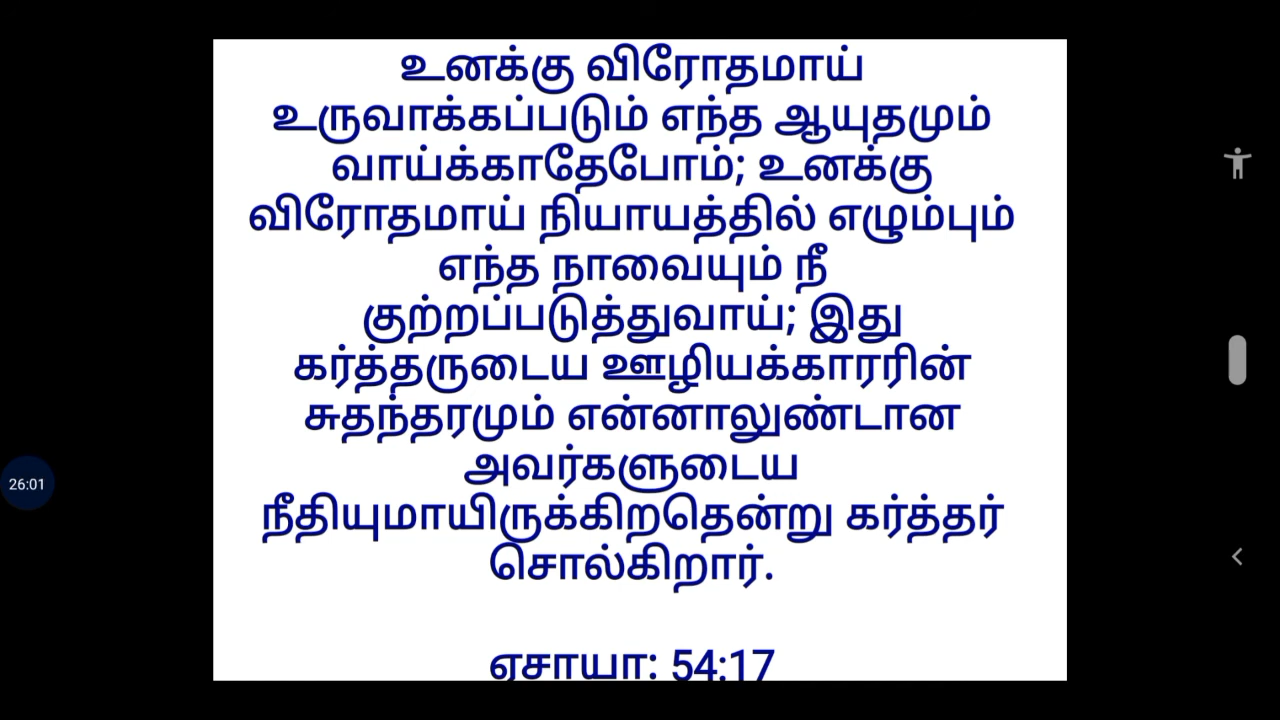 உனக்கு விரோதமாய்
உருவாக்கப்படும் எந்த ஆயுதமும்
வாய்க்காதேபோம்; உனக்கு
விரோதமாய் நியாயத்தில் எழும்பும்
எந்த நாவையும் நீ
குற்றப்படுத்துவாய்; இது
கர்த்தருடைய ஊழியக்காரரின்
சுதந்தரமும் என்னாலுண்டான
அவர்களுடைய
நீதியுமாயிருக்கிறதென்று கர்த்தர்
சொல்கிறார்.
ஏசாயா: 54:17
26:01